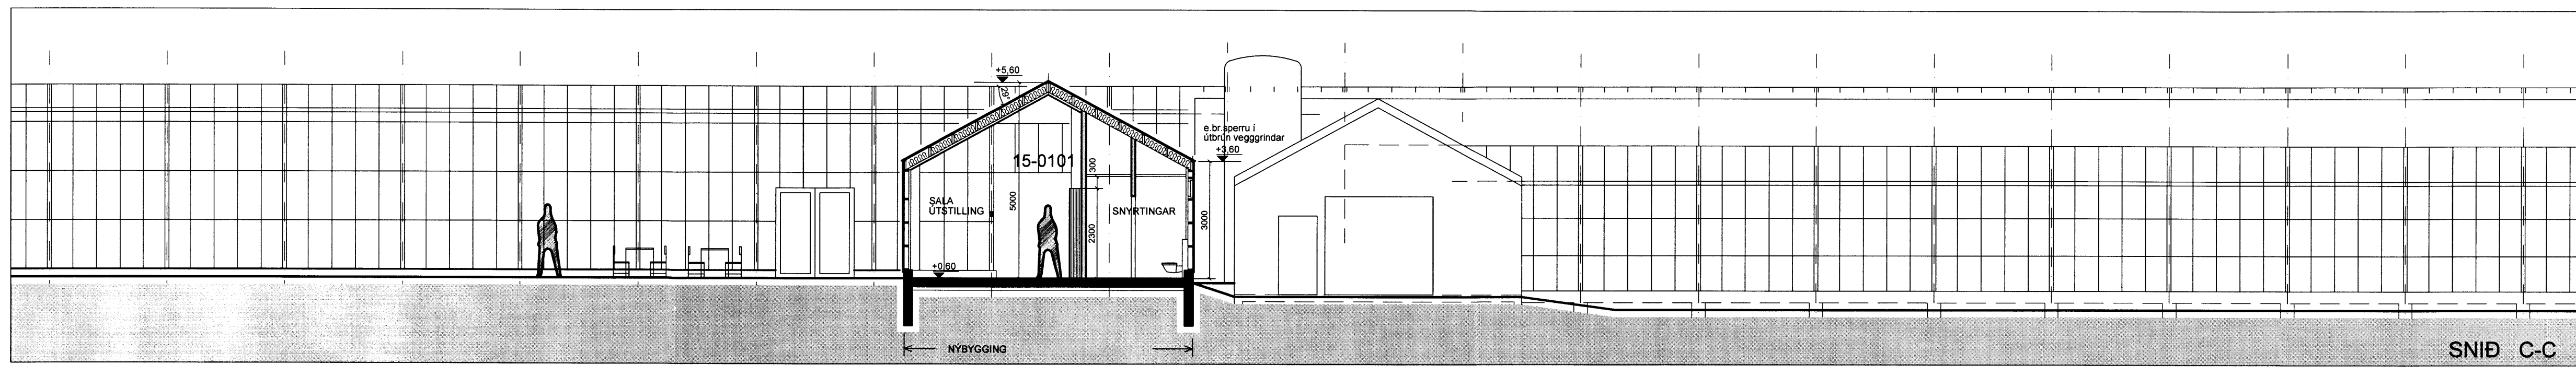 +5,60
29°
e.br.sperru í
útbrún vegggrindar
+3,60
15-0101
300
SALA
ÚTSTILLING
5000
SNYRTINGAR
3000
2300
+0,60
NÝBYGGING
SNIÐ C-C